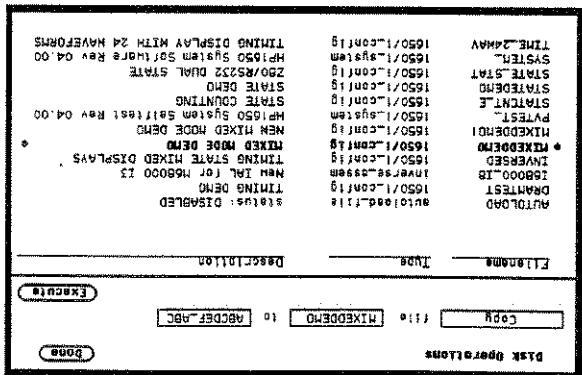 Disk Operations Done
Copy file MIXEDDEMO to ABCDEF_ABC
Execute
Filename Type Description
AUTOLOAD autoload_file status: DISABLED
DRAMTEST 1650/1_config TIMING DEMO
I68000_I8 inverse_assem New IAL for M68000 I3
INVERSED 1650/1_config TIMING STATE MIXED DISPLAYS
• MIXEDDEMO 1650/1_config MIXED MODE DEMO •
MIXEDDEMO1 1650/1_config NEW MIXED MODE DEMO
PVTEST_ 1650/1_system HP1650 System Selftest Rev 04.00
STATCNT_E 1650/1_config STATE COUNTING
STATEDEMO 1650/1_config STATE DEMO
STATE_STAT 1650/1_config Z80/RS232 DUAL STATE
SYSTEM_ 1650/1_system HP1650 System Software Rev 04.00
TIME_24WAV 1650/1_config TIMING DISPLAY WITH 24 WAVEFORMS